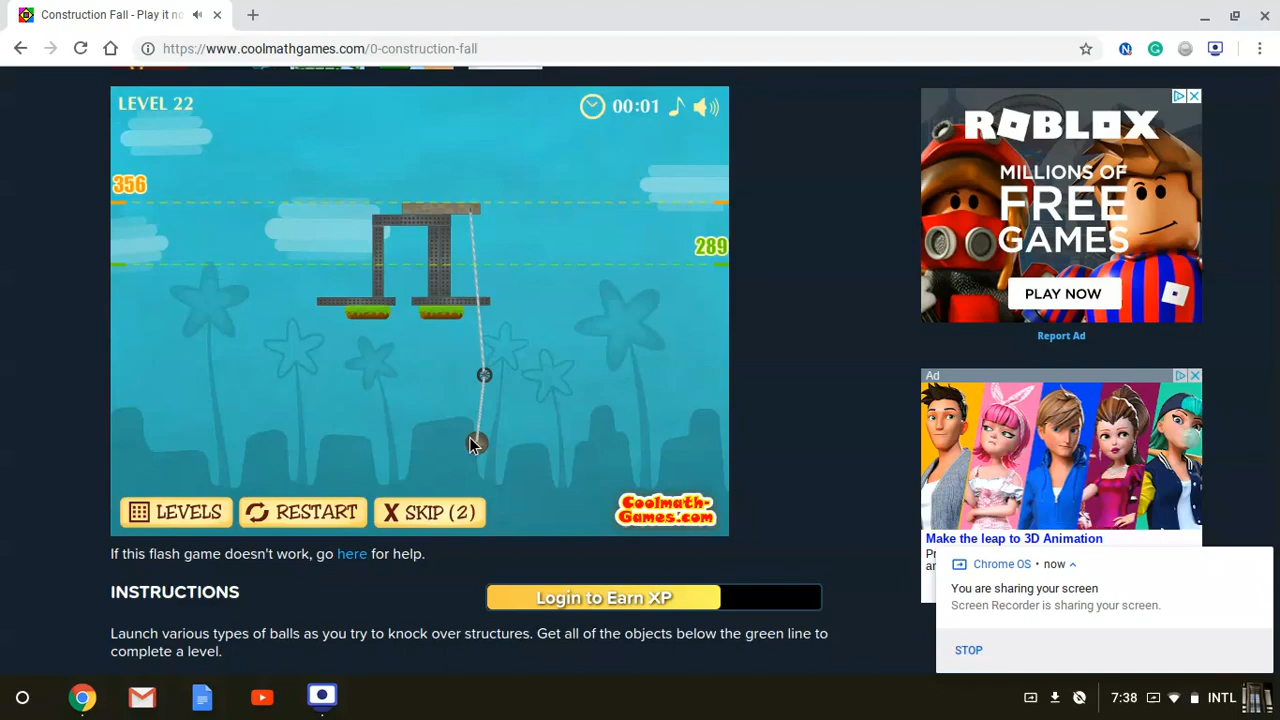 Construction Fall - Play it no
https://www.coolmathgames.com/0-construction-fall
LEVEL 22
00:01
356
289
LEVELS
RESTART
X SKIP (2)
Coolmath-
Games.com
If this flash game doesn't work, go here for help.
INSTRUCTIONS
Login to Earn XP
Launch various types of balls as you try to knock over structures. Get all of the objects below the green line to
complete a level.
ROBLOX
MILLIONS OF
FREE
GAMES
PLAY NOW
Report Ad
Ad
Make the leap to 3D Animation
Chrome OS • now
You are sharing your screen
Screen Recorder is sharing your screen.
STOP
7:38
INTL